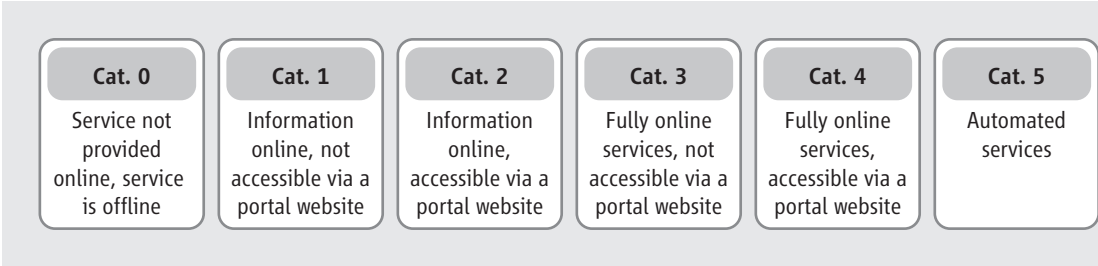 Cat. 0
Service not
provided
online, service
is offline
Cat. 1
Information
online, not
accessible via a
portal website
Cat. 2
Information
online,
accessible via a
portal website
Cat. 3
Fully online
services, not
accessible via a
portal website
Cat. 4
Fully online
services,
accessible via a
portal website
Cat. 5
Automated
services